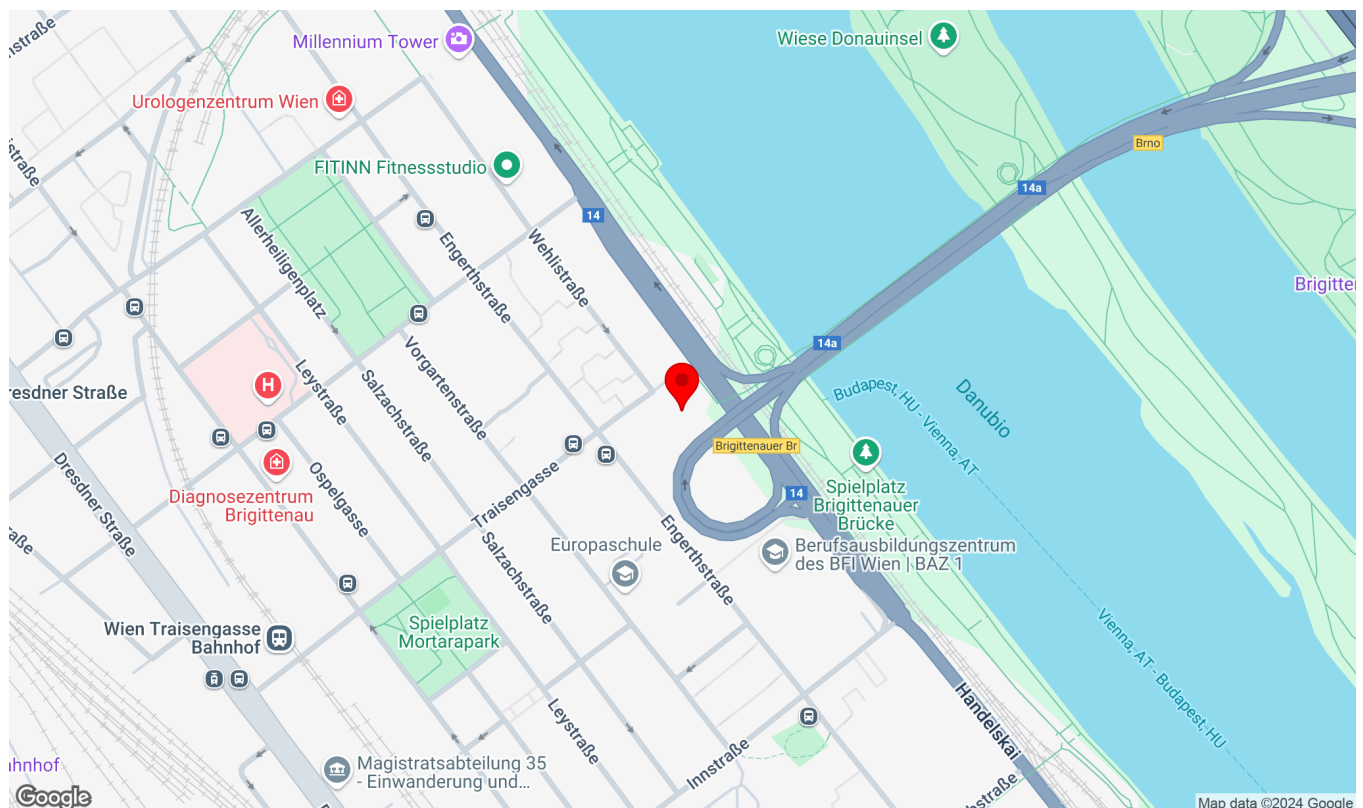 nstraße
Millennium Tower
Wiese Donauinsel
Urologenzentrum Wien
Brno
FITINN Fitnessstudio
14a
14
Allerheiligenplatz
Engerthstraße
Wehlistraße
Brigitten
14a
Vorgartenstraße
Leystraße
Salzachstraße
H
resdner Straße
Budapest, HU - Vienna, AT
Danubio
Brigittenauer Br
Dresdner Straße
Ospelgasse
Traisengasse
Diagnosezentrum
Brigittenau
14
Spielplatz
Brigittenauer
Brücke
Europaschule
Engerthstraße
Berufsausbildungszentrum
des BFI Wien | BAZ 1
Salzachstraße
Spielplatz
Mortarapark
Wien Traisengasse
Bahnhof
Vienna, AT - Budapest, HU
Leystraße
Handelskai
Innstraße
Magistratsabteilung 35
- Einwanderung und...
Google
Map data ©2024 Google